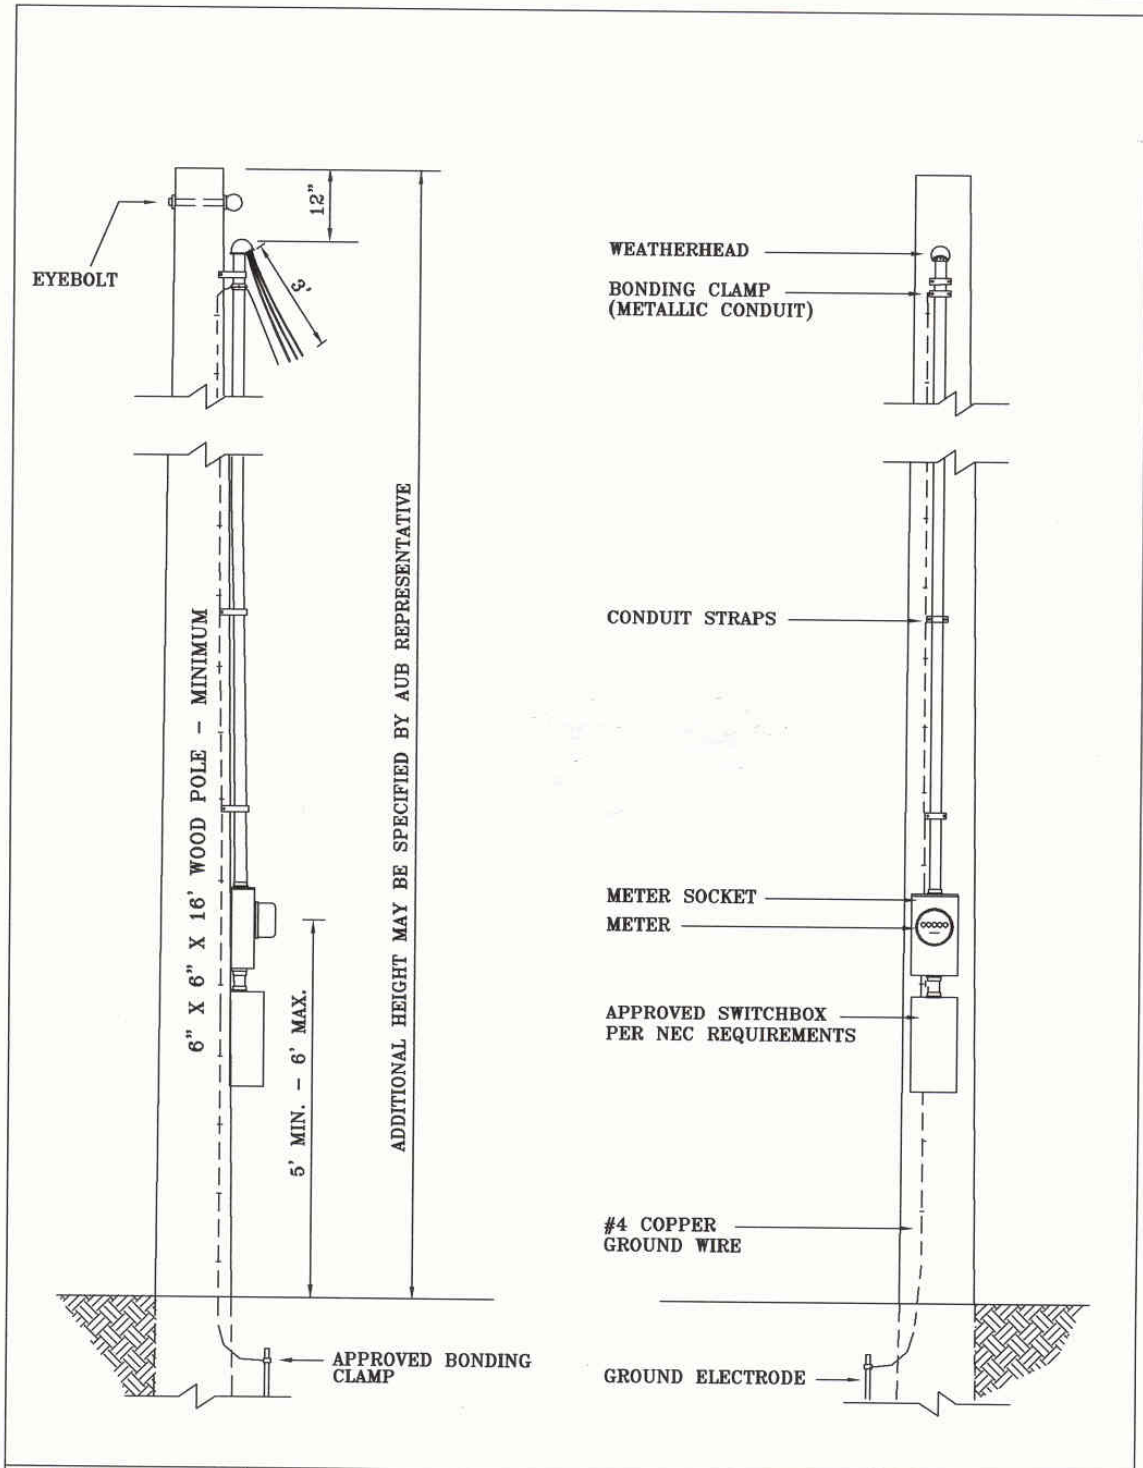 EYEBOLT
12"
3'
6" X 6" X 16' WOOD POLE - MINIMUM
5' MIN. - 6' MAX.
ADDITIONAL HEIGHT MAY BE SPECIFIED BY AUB REPRESENTATIVE
APPROVED BONDING
CLAMP
WEATHERHEAD
BONDING CLAMP
(METALLIC CONDUIT)
CONDUIT STRAPS
METER SOCKET
METER
APPROVED SWITCHBOX
PER NEC REQUIREMENTS
#4 COPPER
GROUND WIRE
GROUND ELECTRODE